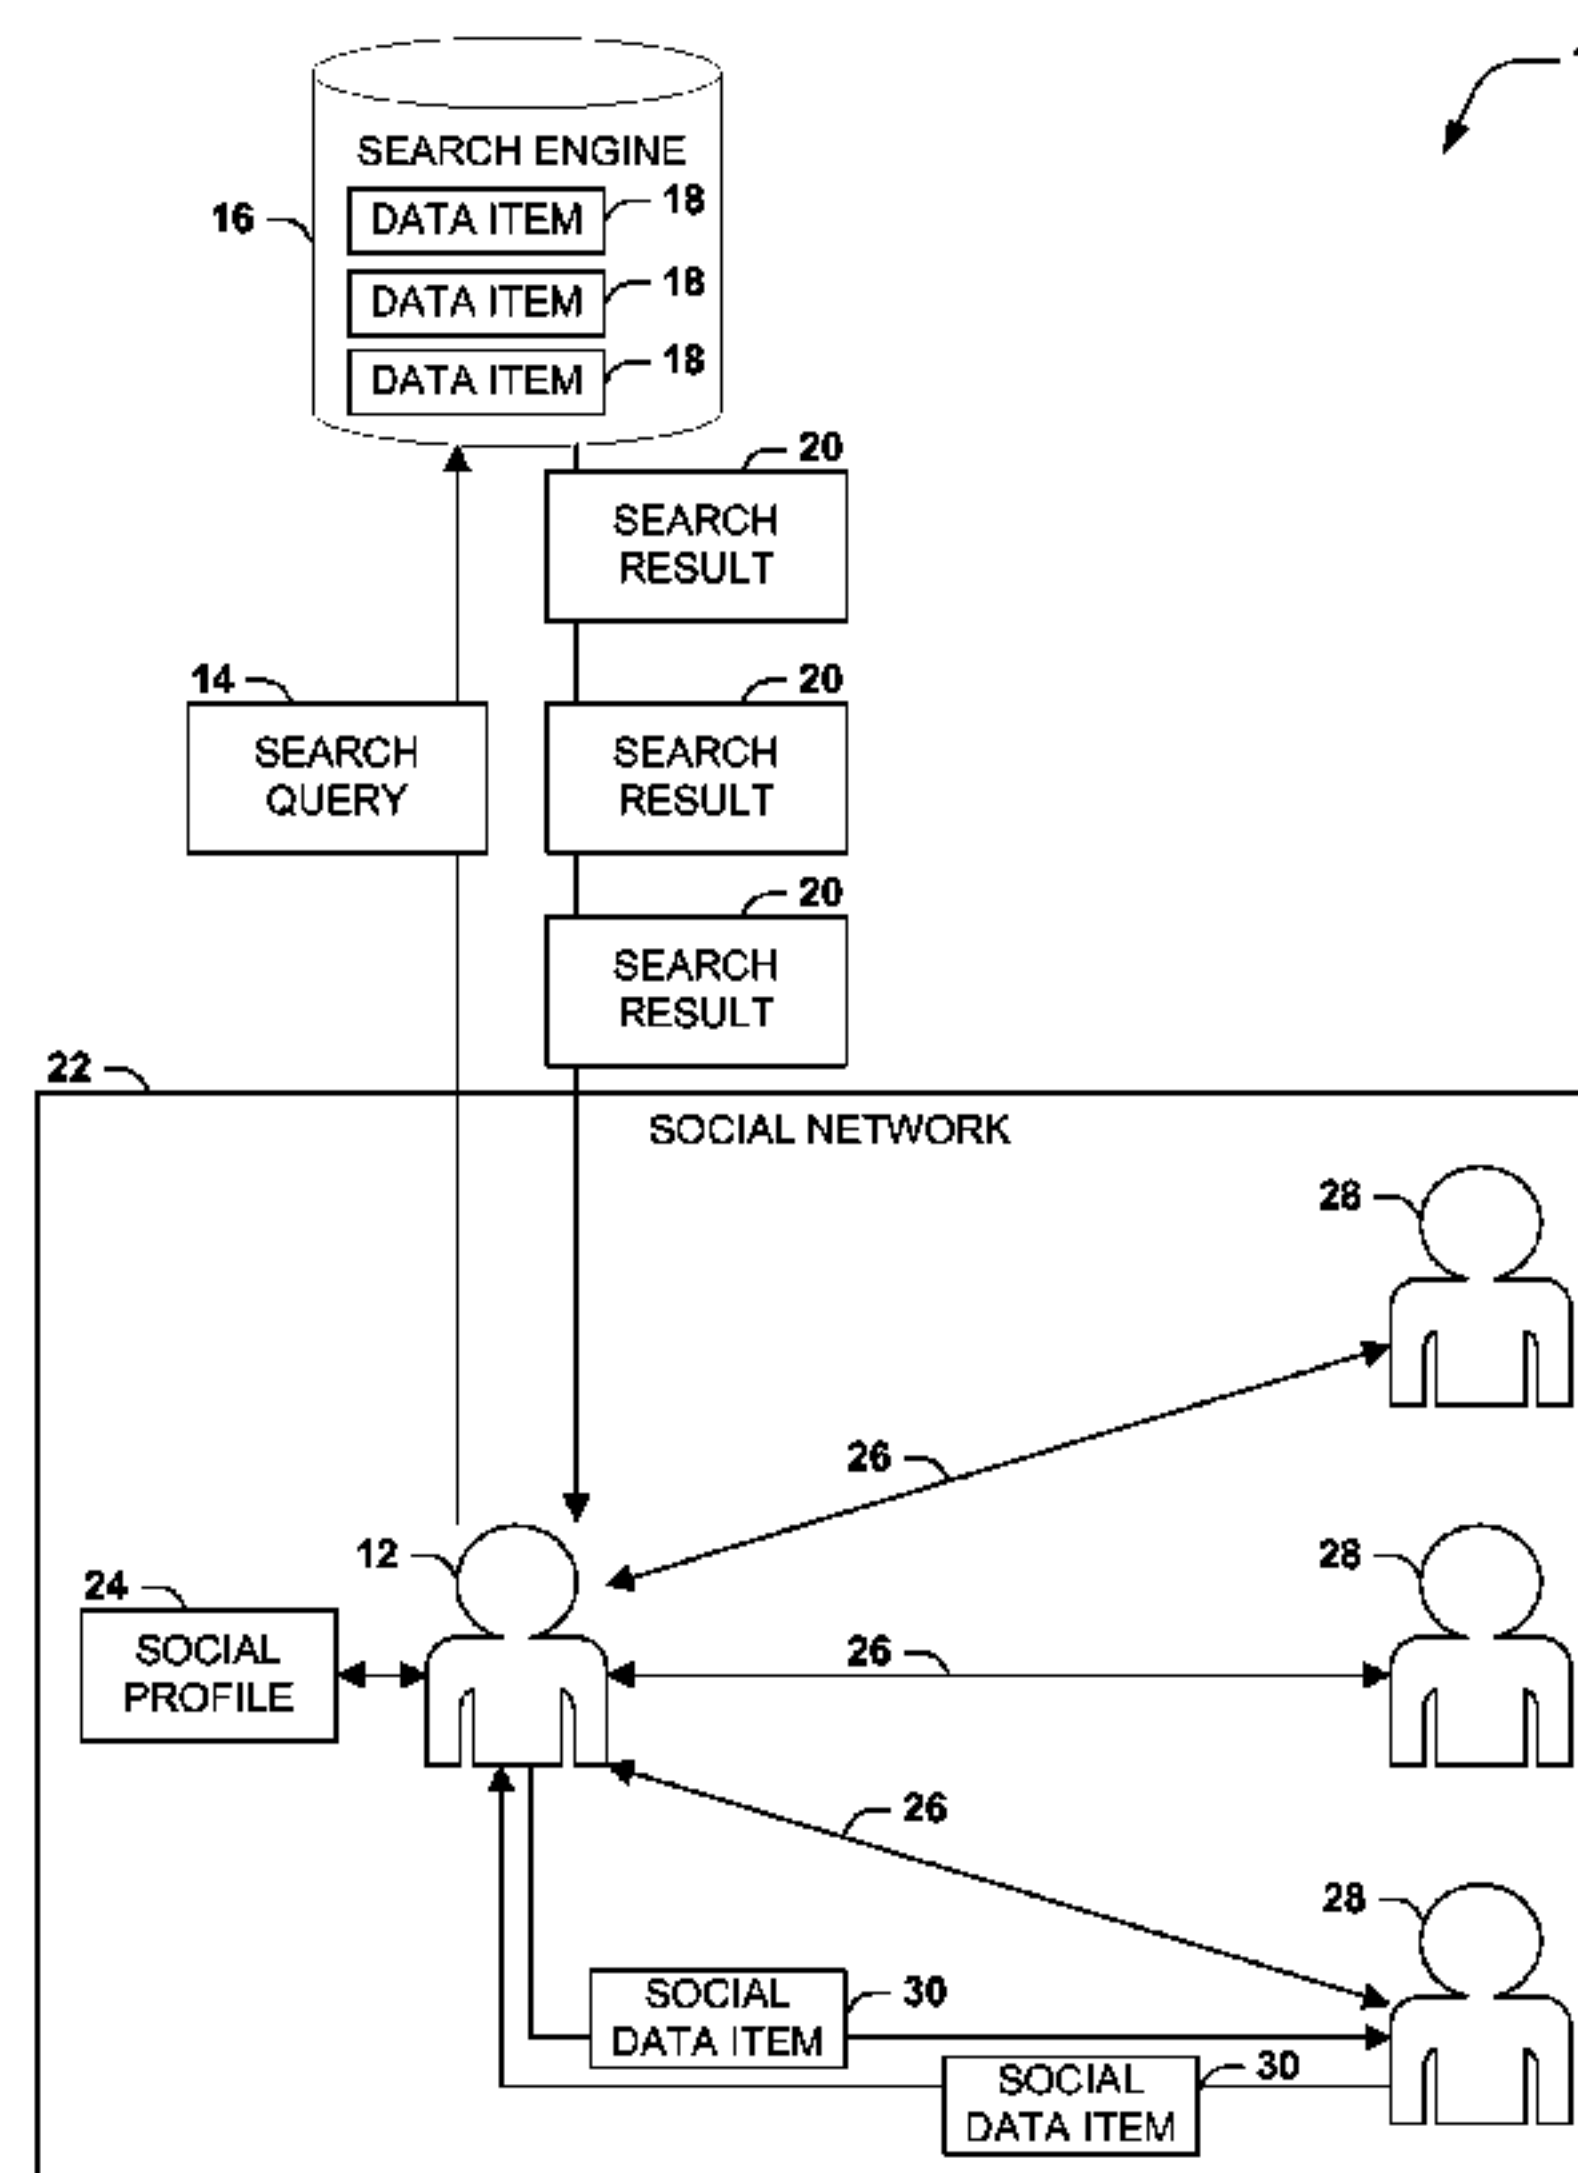 SEARCH ENGINE
16
DATA ITEM
18
DATA ITEM
18
DATA ITEM
18
20
SEARCH
RESULT
14
SEARCH
QUERY
20
SEARCH
RESULT
20
SEARCH
RESULT
22
SOCIAL NETWORK
28
26
12
28
24
SOCIAL
PROFILE
26
26
28
SOCIAL
DATA ITEM
30
SOCIAL
DATA ITEM
30